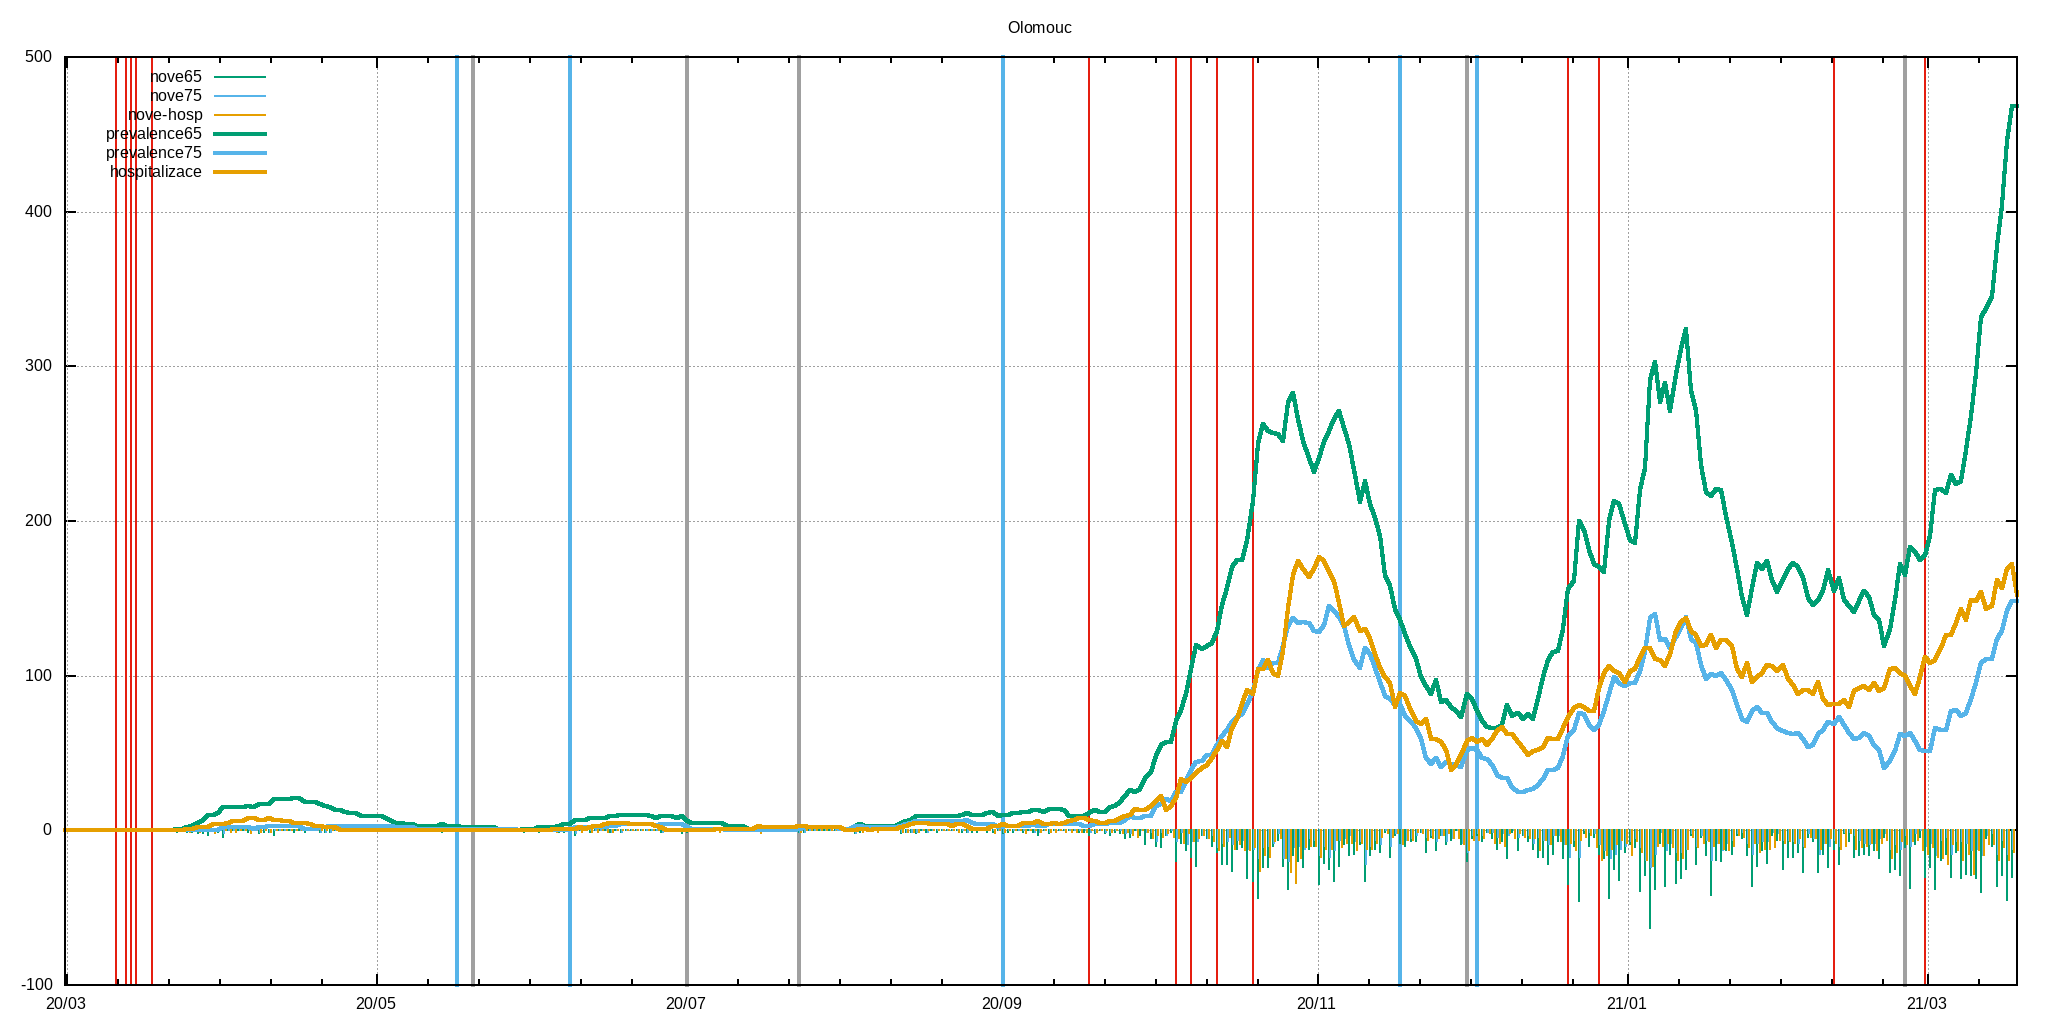 Olomouc
500
nove65
nove75
nove-hosp
prevalence65
prevalence75
hospitalizace
400
300
200
100
0
-100
20/03 20/05 20/07 20/09 20/11 21/01 21/03